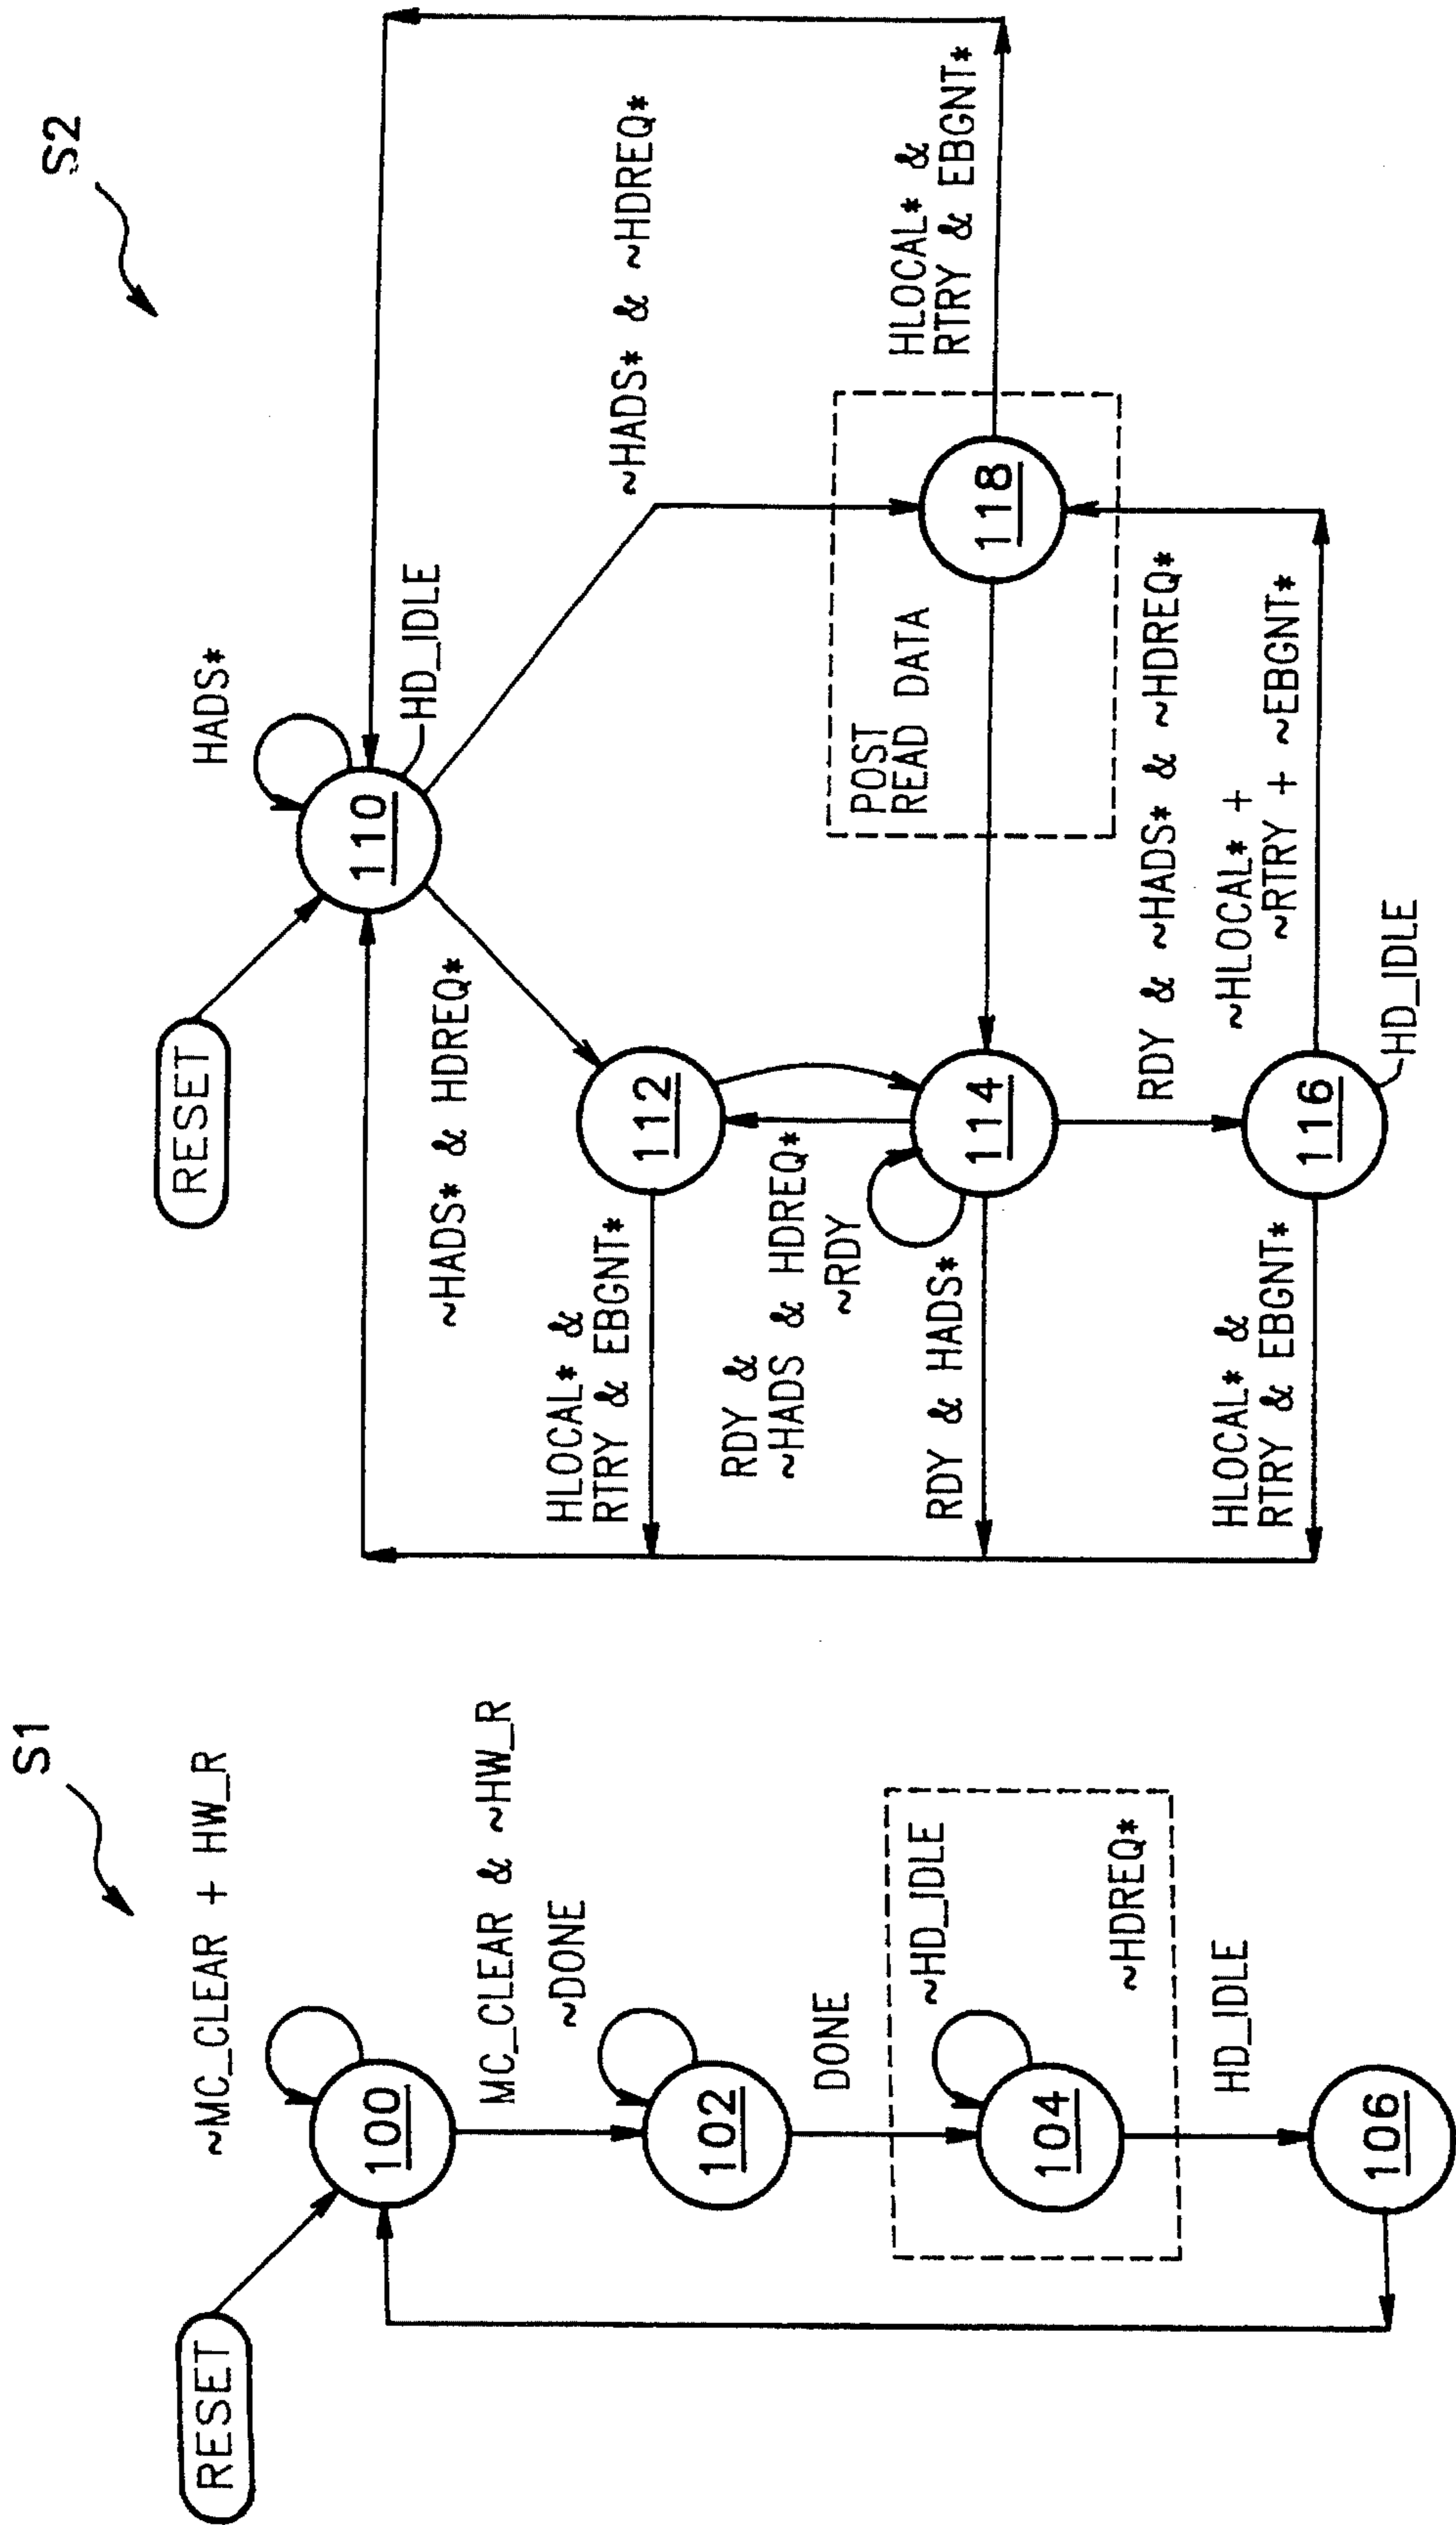 S1
RESET
~MC_CLEAR + HW_R
100
MC_CLEAR & ~HW_R
~DONE
102
DONE
~HD_IDLE
104
~HDREQ*
HD_IDLE
106
S2
RESET
HADS*
110
HD_IDLE
~HADS* & HDREQ*
~HADS* & ~HDREQ*
HLOCAL* &
RTRY & EBGNT*
112
RDY &
~HADS & HDREQ*
~RDY
RDY & HADS*
114
POST
READ DATA
118
HLOCAL* &
RTRY & EBGNT*
RDY & ~HADS* & ~HDREQ*
~HLOCAL* +
~RTRY + ~EBGNT*
HLOCAL* &
RTRY & EBGNT*
116
HD_IDLE